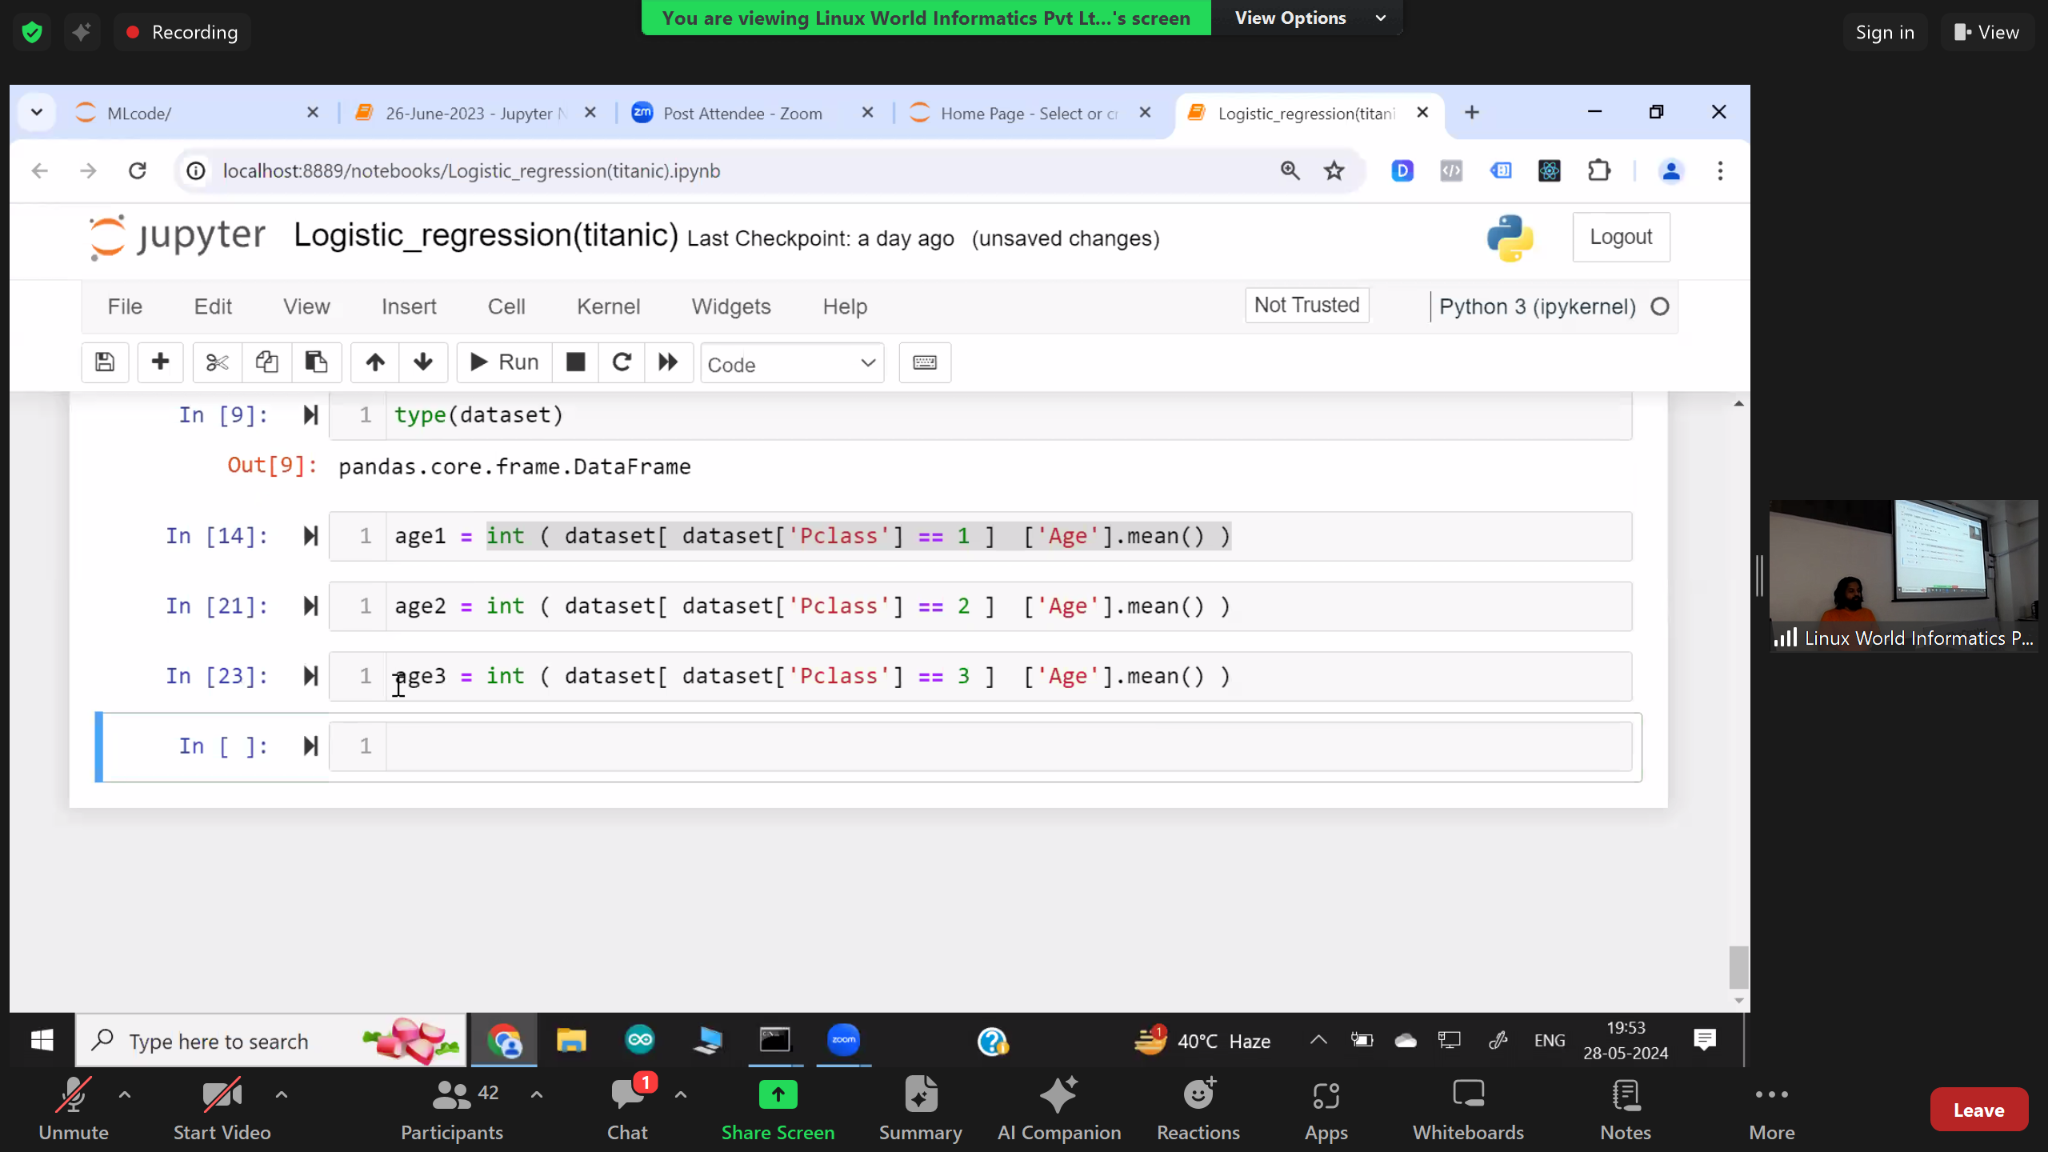 You are viewing Linux World Informatics Pvt Lt...'s screen
View Options
Recording
Sign in
View
MLcode/
26-June-2023 - Jupyter N
Post Attendee - Zoom
Home Page - Select or cr
Logistic_regression(titani
localhost:8889/notebooks/Logistic_regression(titanic).ipynb
jupyter
Logistic_regression(titanic) Last Checkpoint: a day ago (unsaved changes)
Logout
File Edit View Insert Cell Kernel Widgets Help
Not Trusted
Python 3 (ipykernel)
Run
Code
In [9]: 1 type(dataset)
Out[9]: pandas.core.frame.DataFrame
In [14]: 1 age1 = int ( dataset[ dataset['Pclass'] == 1 ] ['Age'].mean() )
In [21]: 1 age2 = int ( dataset[ dataset['Pclass'] == 2 ] ['Age'].mean() )
In [23]: 1 age3 = int ( dataset[ dataset['Pclass'] == 3 ] ['Age'].mean() )
In [ ]: 1
Linux World Informatics P...
Type here to search
zoom
1
40°C Haze
ENG
19:53
28-05-2024
42
1
Unmute
Start Video
Participants
Chat
Share Screen
Summary
AI Companion
Reactions
Apps
Whiteboards
Notes
More
Leave